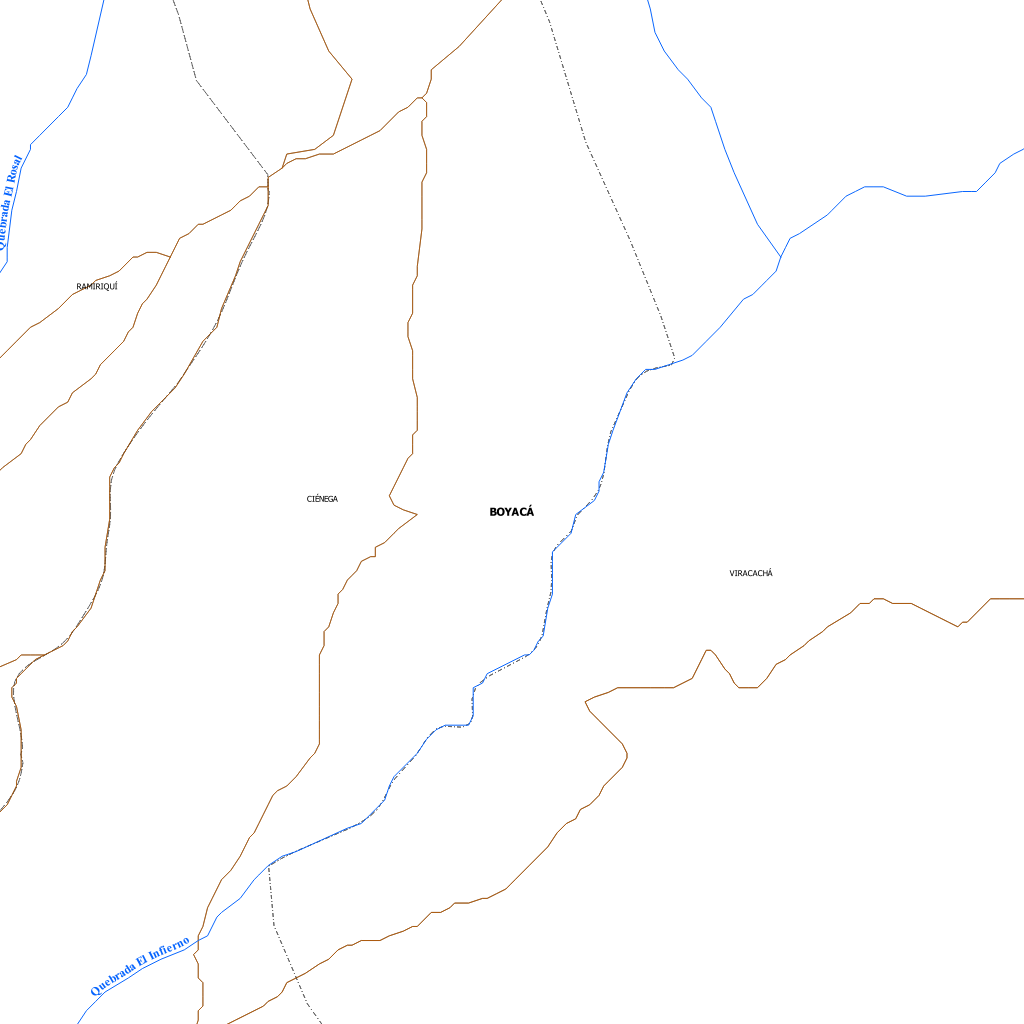 Quebrada El Rosal
RAMIRIQUÍ
CIÉNEGA
BOYACÁ
VIRACACHÁ
Quebrada El Infierno